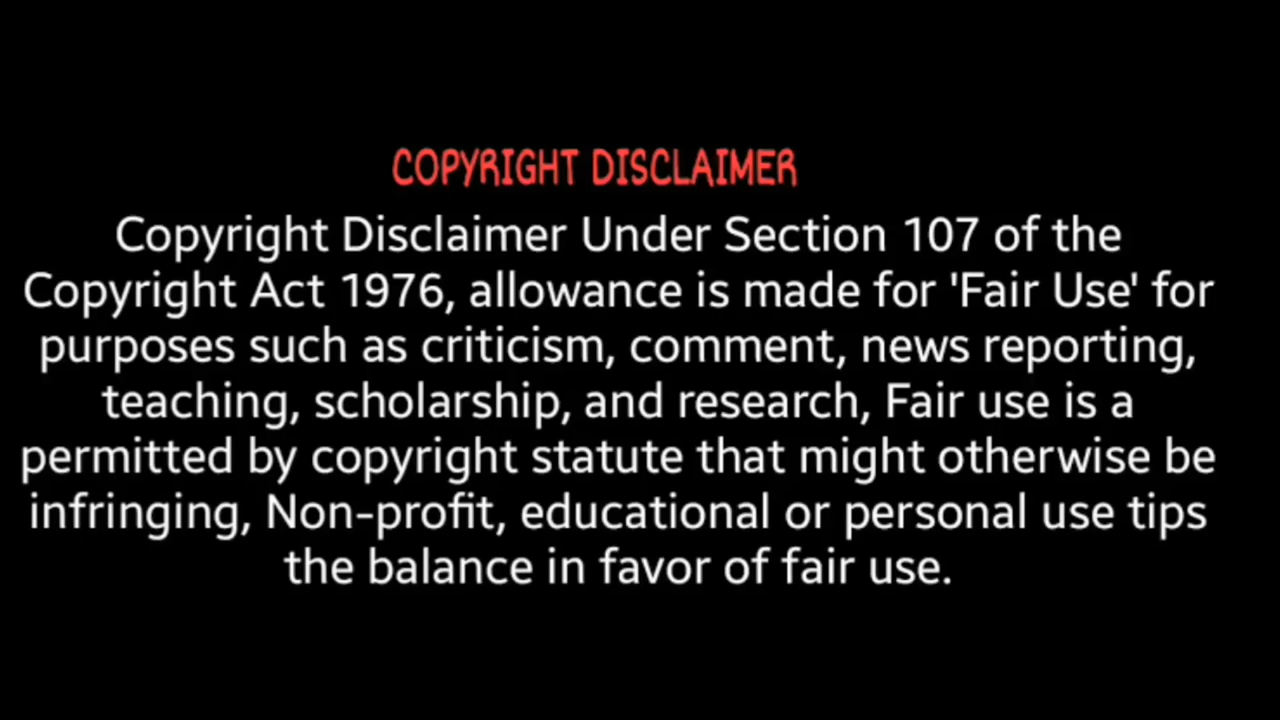 COPYRIGHT DISCLAIMER
Copyright Disclaimer Under Section 107 of the
Copyright Act 1976, allowance is made for 'Fair Use' for
purposes such as criticism, comment, news reporting,
teaching, scholarship, and research, Fair use is a
permitted by copyright statute that might otherwise be
infringing, Non-profit, educational or personal use tips
the balance in favor of fair use.